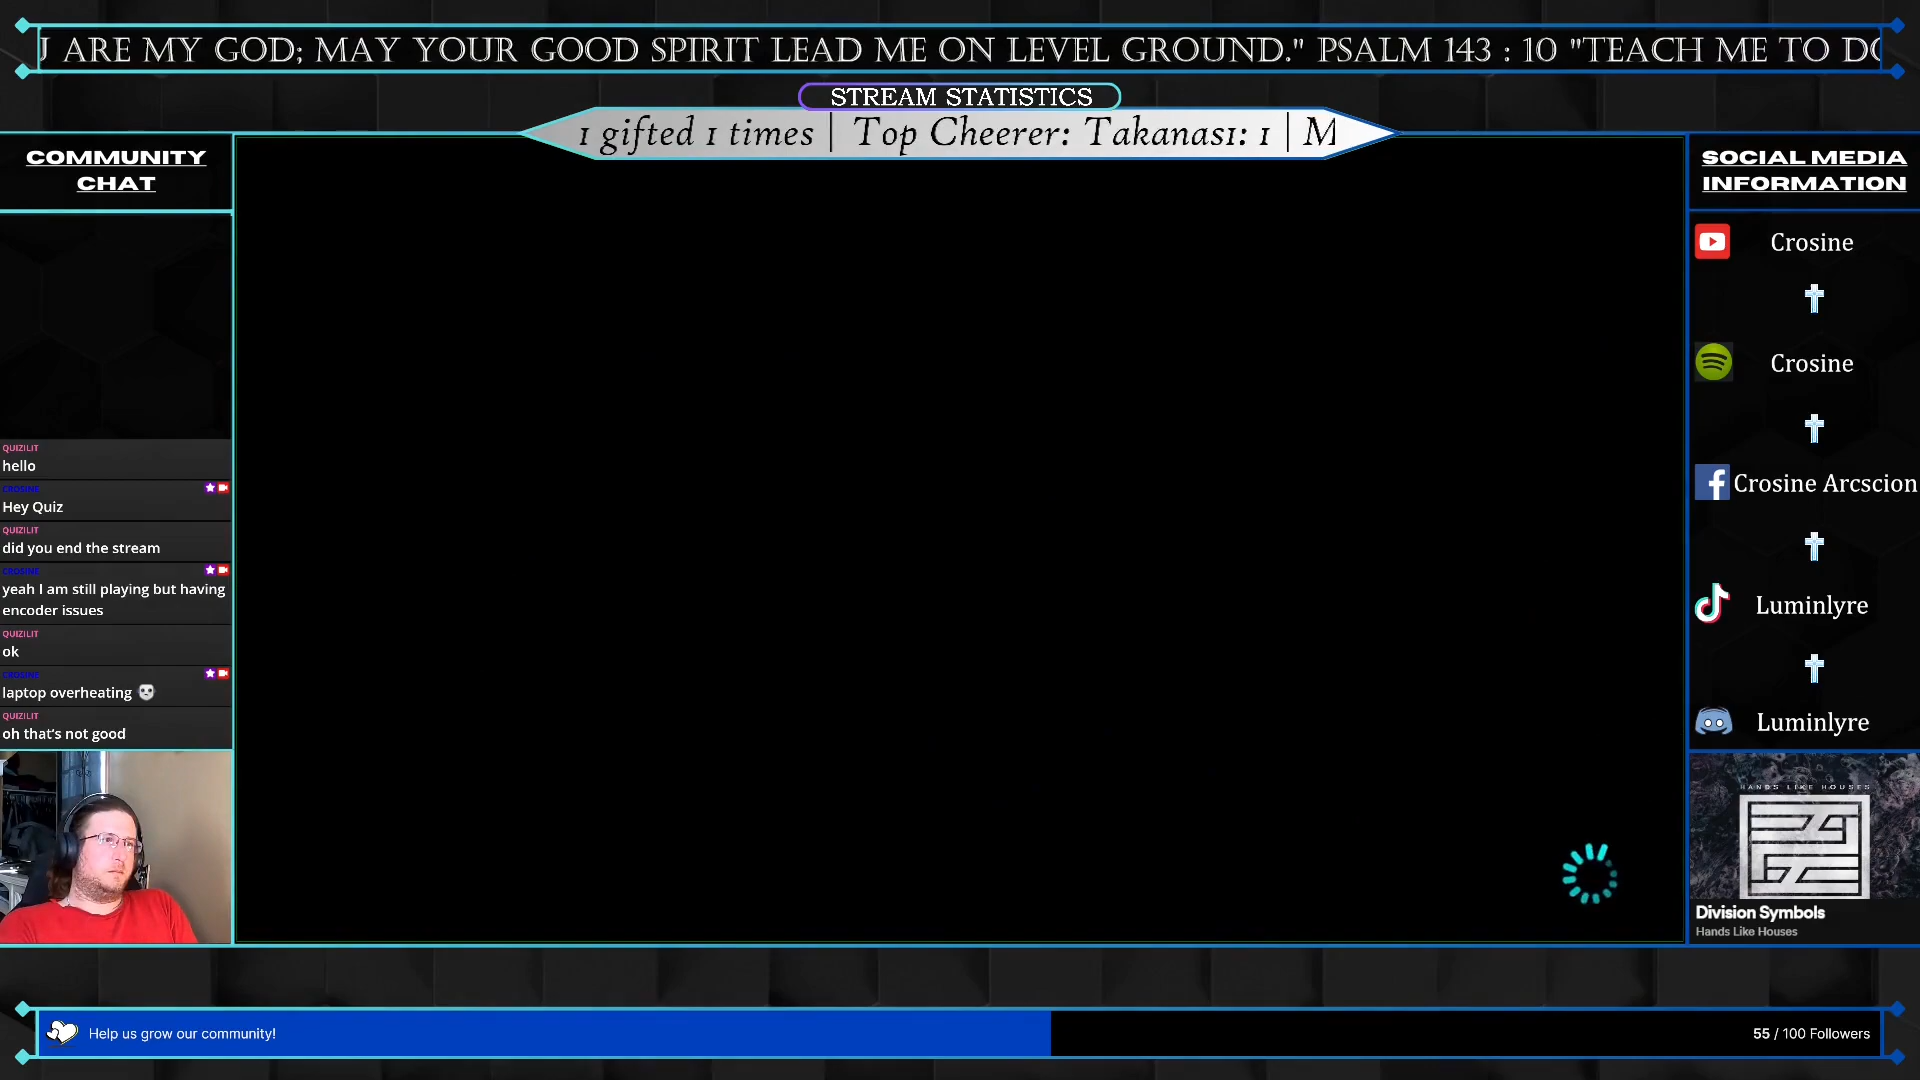 ARE MY GOD; MAY YOUR GOOD SPIRIT LEAD ME ON LEVEL GROUND." PSALM 143 : 10 "TEACH ME TO
STREAM STATISTICS
1 gifted 1 times | Top Cheerer: Takanas1: 1 | M
COMMUNITY
CHAT
QUIZILIT
hello
CROSINE
Hey Quiz
QUIZILIT
did you end the stream
CROSINE
yeah I am still playing but having
encoder issues
QUIZILIT
ok
CROSINE
laptop overheating
QUIZILIT
oh that's not good
SOCIAL MEDIA
INFORMATION
Crosine
Crosine
Crosine Arcscion
Luminlyre
Luminlyre
HANDS LIKE HOUSES
Division Symbols
Hands Like Houses
Help us grow our community!
55 / 100 Followers